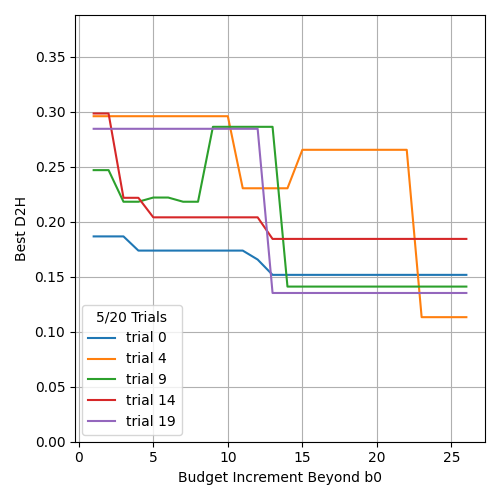 0.35
0.30
0.25
0.20
0.15
0.10
0.05
0.00
Best D2H
5/20 Trials
trial 0
trial 4
trial 9
trial 14
trial 19
0 5 10 15 20 25
Budget Increment Beyond b0